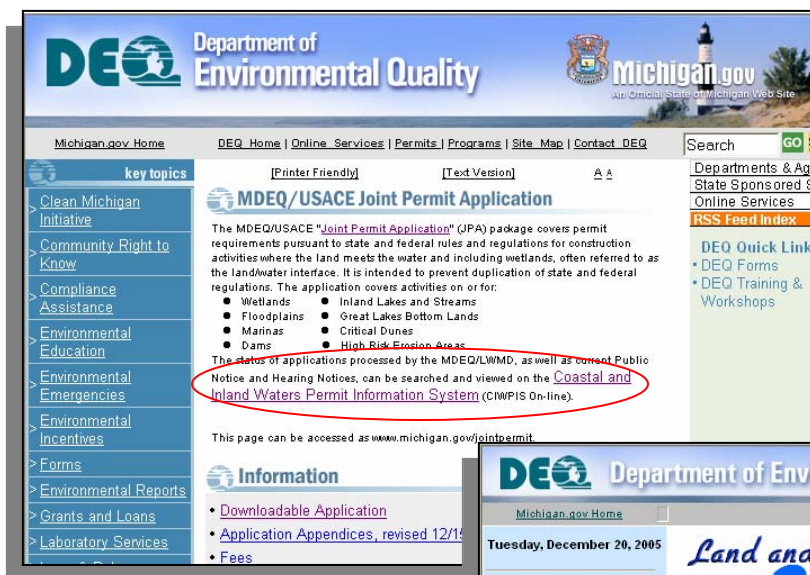 DEQ
Department of
Environmental Quality
Michigan.gov
An Official State of Michigan Web Site
Michigan.gov Home
DEQ Home | Online Services | Permits | Programs | Site Map | Contact DEQ
Search GO
key topics
> Clean Michigan
Initiative
> Community Right to
Know
> Compliance
Assistance
> Environmental
Education
> Environmental
Emergencies
> Environmental
Incentives
> Forms
> Environmental Reports
> Grants and Loans
> Laboratory Services
[Printer Friendly] [Text Version] A A
MDEQ/USACE Joint Permit Application
The MDEQ/USACE "Joint Permit Application" (JPA) package covers permit
requirements pursuant to state and federal rules and regulations for construction
activities where the land meets the water and including wetlands, often referred to as
the land/water interface. It is intended to prevent duplication of state and federal
regulations. The application covers activities on or for:
• Wetlands • Inland Lakes and Streams
• Floodplains • Great Lakes Bottom Lands
• Marinas • Critical Dunes
• Dams • High Risk Erosion Areas
The status of applications processed by the MDEQ/LWMD, as well as current Public
Notice and Hearing Notices, can be searched and viewed on the Coastal and
Inland Waters Permit Information System (CIWPIS On-line).
This page can be accessed as www.michigan.gov/jointpermit.
Information
• Downloadable Application
• Application Appendices, revised 12/15
• Fees
Departments & Ag
State Sponsored S
Online Services
RSS Feed Index
DEQ Quick Link
• DEQ Forms
• DEQ Training &
Workshops
DEQ Department of Env
Michigan.gov Home
Tuesday, December 20, 2005
Land and